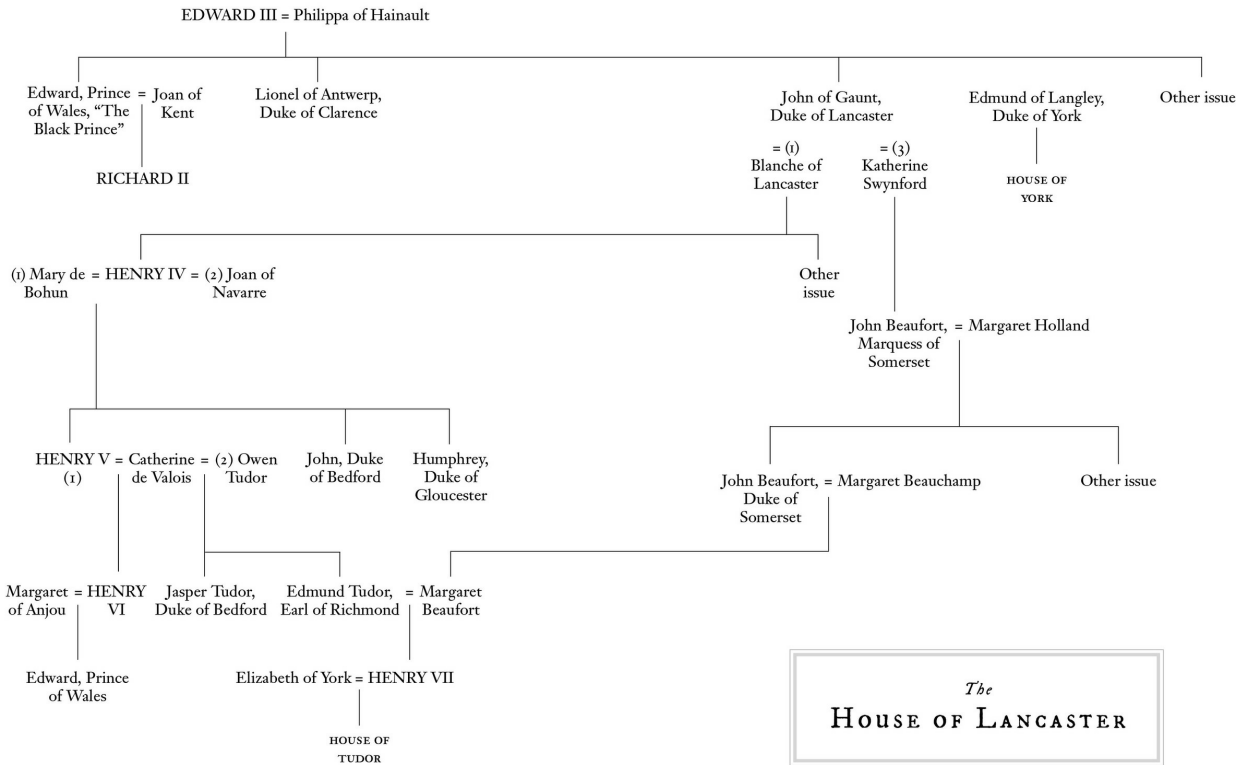 EDWARD III = Philippa of Hainault
Edward, Prince = Joan of
of Wales, “The Kent
Black Prince”
Lionel of Antwerp,
Duke of Clarence
John of Gaunt,
Duke of Lancaster
Edmund of Langley,
Duke of York
Other issue
= (1)
Blanche of
Lancaster
= (3)
Katherine
Swynford
RICHARD II
HOUSE OF
YORK
(1) Mary de = HENRY IV = (2) Joan of
Bohun Navarre
Other
issue
John Beaufort, = Margaret Holland
Marquess of
Somerset
HENRY V = Catherine = (2) Owen
(1) de Valois Tudor
John, Duke
of Bedford
Humphrey,
Duke of
Gloucester
John Beaufort, = Margaret Beauchamp
Duke of
Somerset
Other issue
Margaret = HENRY
of Anjou VI
Jasper Tudor,
Duke of Bedford
Edmund Tudor, = Margaret
Earl of Richmond Beaufort
Edward, Prince
of Wales
Elizabeth of York = HENRY VII
HOUSE OF
TUDOR
The
HOUSE OF LANCASTER